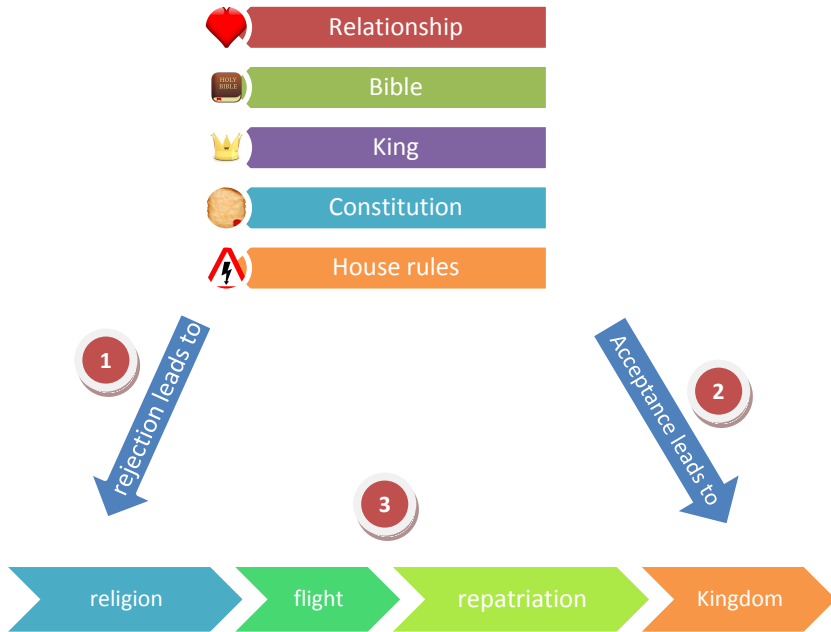 Relationship
HOLY
BIBLE
Bible
King
Constitution
House rules
1
rejection leads to
Acceptance leads to
2
3
religion
flight
repatriation
Kingdom